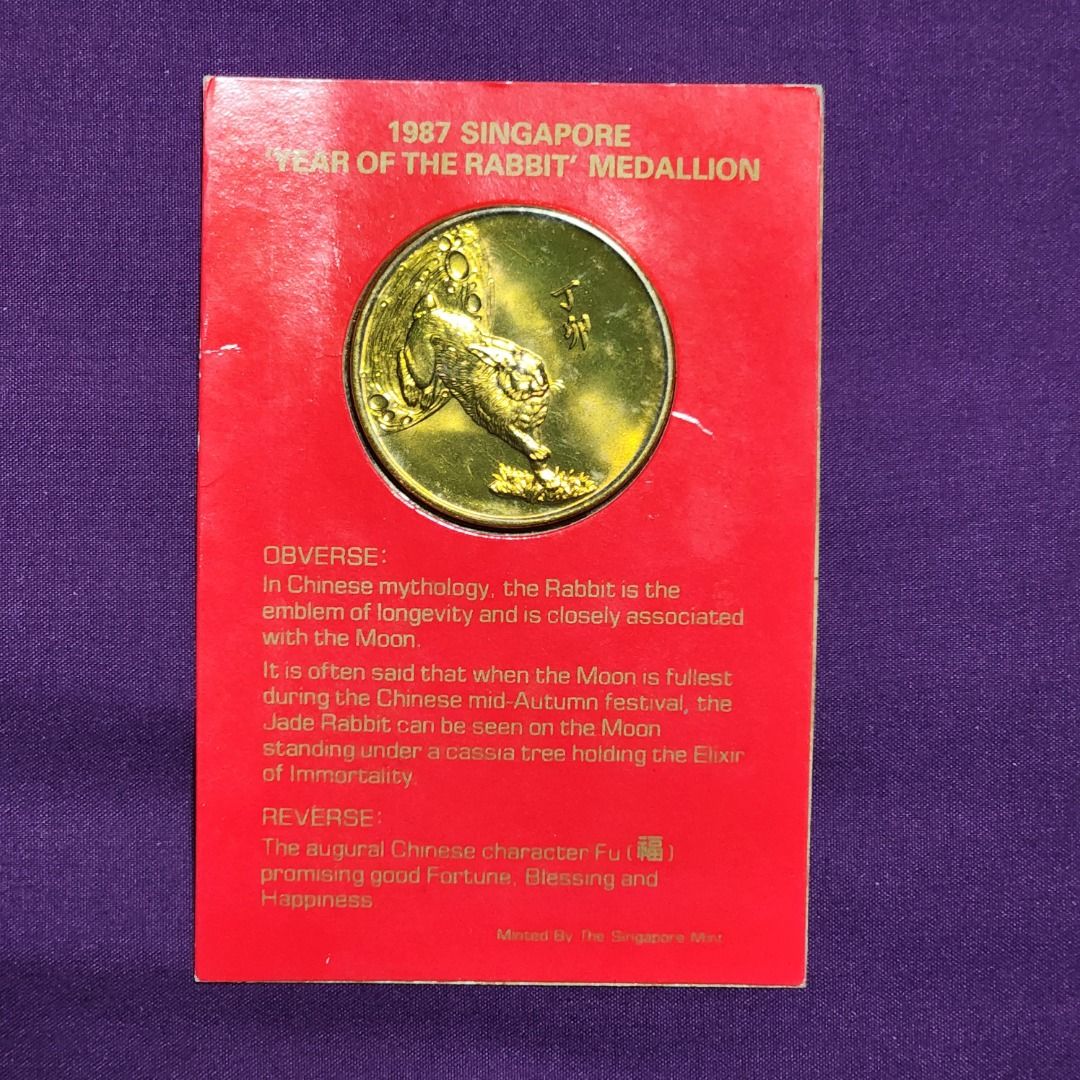 1987 SINGAPORE
'YEAR OF THE RABBIT' MEDALLION
丁卯
OBVERSE:
In Chinese mythology, the Rabbit is the
emblem of longevity and is closely associated
with the Moon.
It is often said that when the Moon is fullest
during the Chinese mid-Autumn festival, the
Jade Rabbit can be seen on the Moon
standing under a cassia tree holding the Elixir
of Immortality.
REVERSE:
The augural Chinese character Fu (福)
promising good Fortune, Blessing and
Happiness
Minted By The Singapore Mint